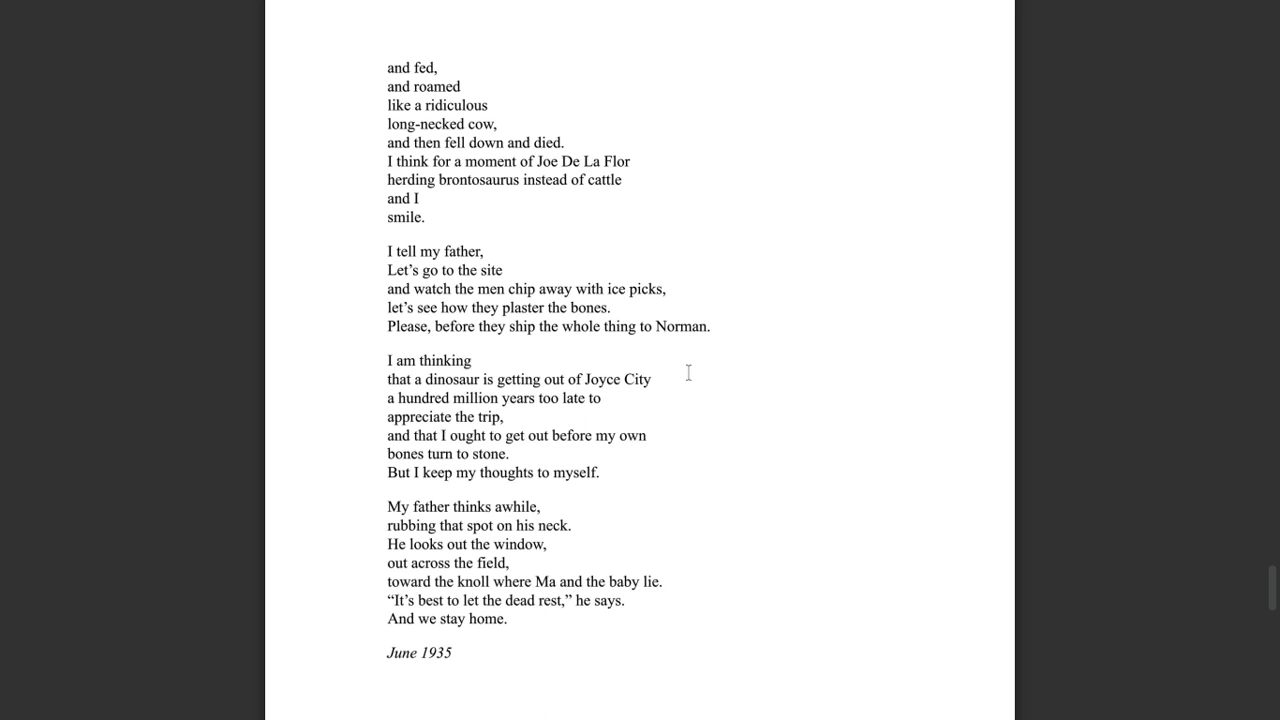 and fed,
and roamed
like a ridiculous
long-necked cow,
and then fell down and died.
I think for a moment of Joe De La Flor
herding brontosaurus instead of cattle
and I
smile.
I tell my father,
Let’s go to the site
and watch the men chip away with ice picks,
let’s see how they plaster the bones.
Please, before they ship the whole thing to Norman.
I am thinking
that a dinosaur is getting out of Joyce City
a hundred million years too late to
appreciate the trip,
and that I ought to get out before my own
bones turn to stone.
But I keep my thoughts to myself.
My father thinks awhile,
rubbing that spot on his neck.
He looks out the window,
out across the field,
toward the knoll where Ma and the baby lie.
“It’s best to let the dead rest,” he says.
And we stay home.
June 1935